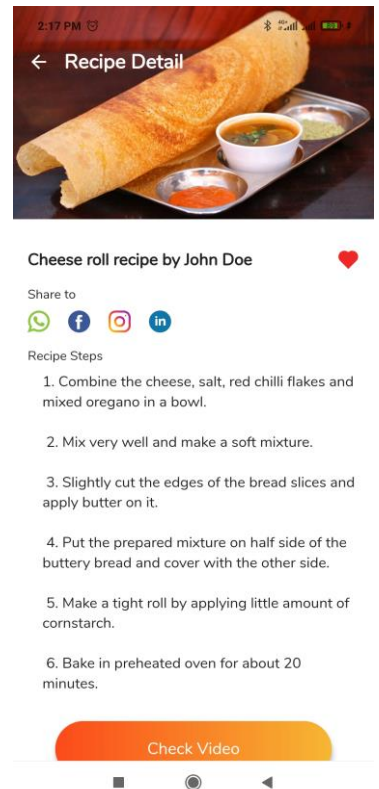 2:17 PM
Recipe Detail
Cheese roll recipe by John Doe
Share to
in
Recipe Steps
1. Combine the cheese, salt, red chilli flakes and
mixed oregano in a bowl.
2. Mix very well and make a soft mixture.
3. Slightly cut the edges of the bread slices and
apply butter on it.
4. Put the prepared mixture on half side of the
buttery bread and cover with the other side.
5. Make a tight roll by applying little amount of
cornstarch.
6. Bake in preheated oven for about 20
minutes.
Check Video